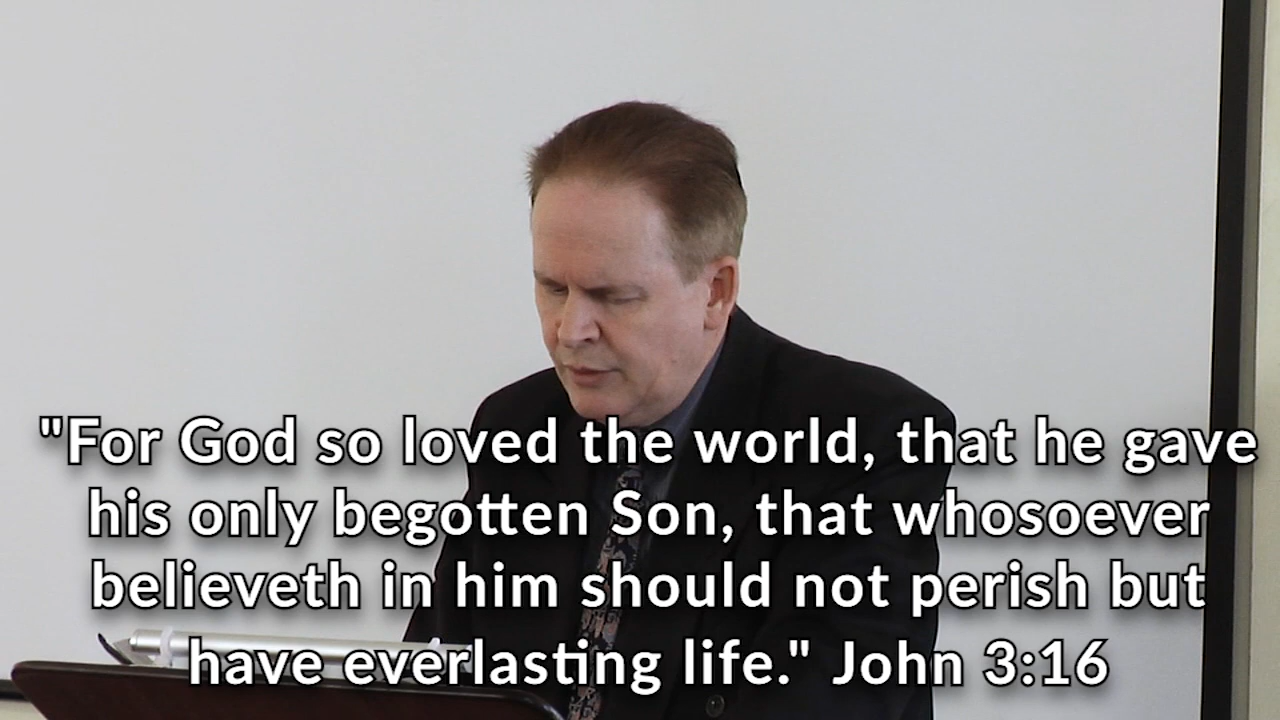 "For God so loved the world, that he gave
his only begotten Son, that whosoever
believeth in him should not perish but
have everlasting life." John 3:16